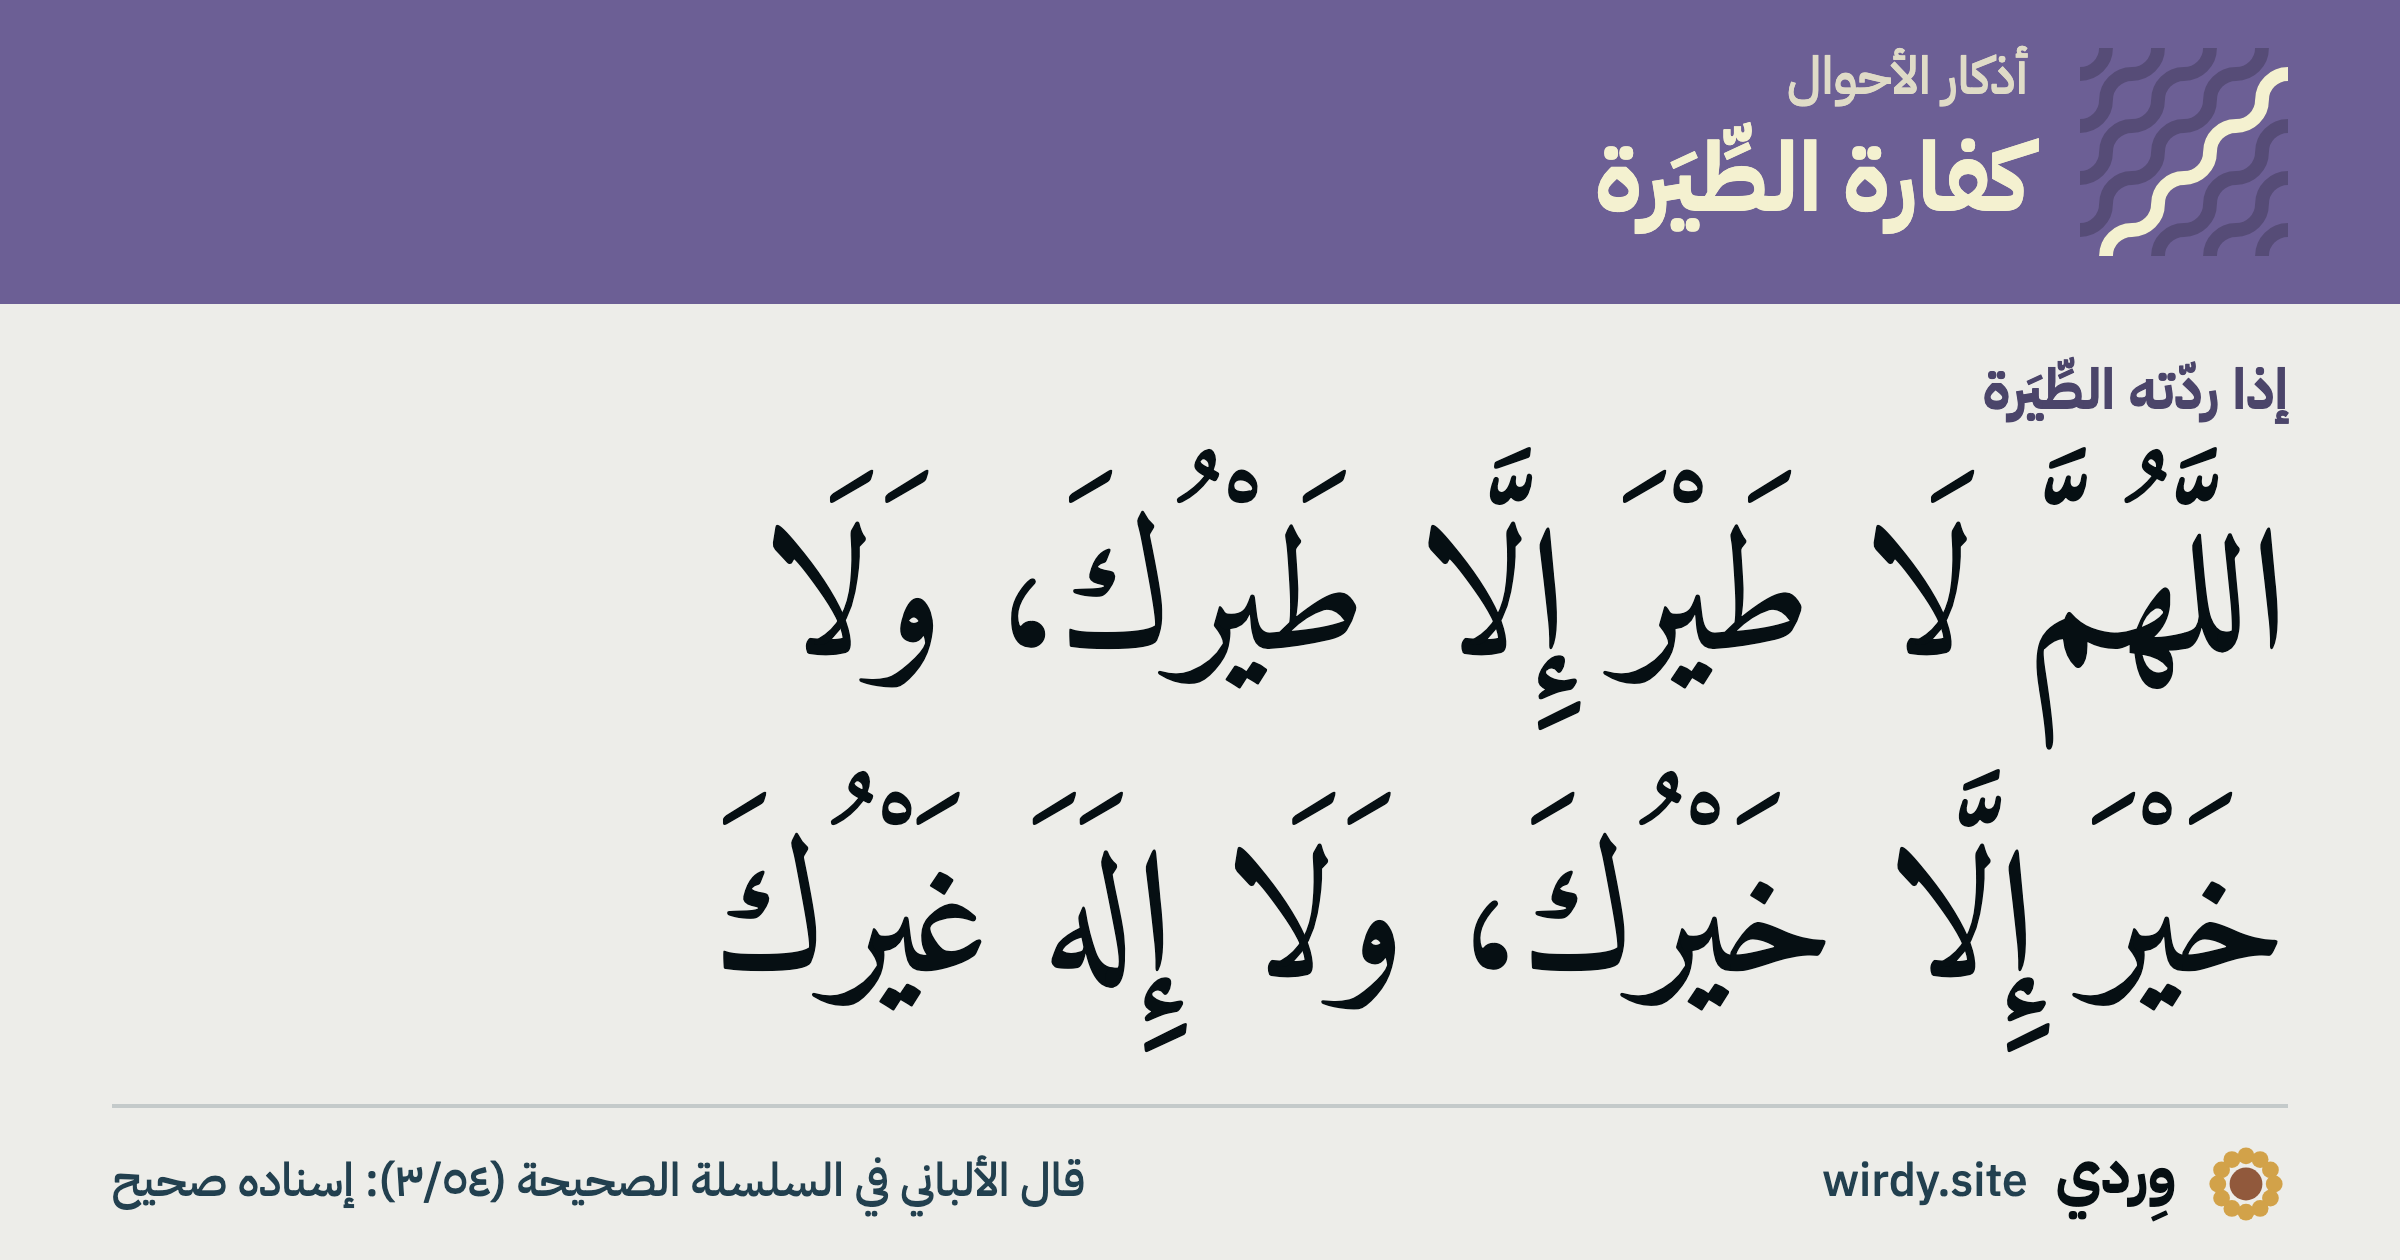 أذكار الأحوال
كفارة الطِّيَرة
إذا ردّته الطِّيَرة
اللَّهُمَّ لَا طَيْرَ إِلَّا طَيْرُكَ، وَلَا
خَيْرَ إِلَّا خَيْرُكَ، وَلَا إِلَهَ غَيْرُكَ
وِردي wirdy.site
قال الألباني في السلسلة الصحيحة (٣/٥٤): إسناده صحيح